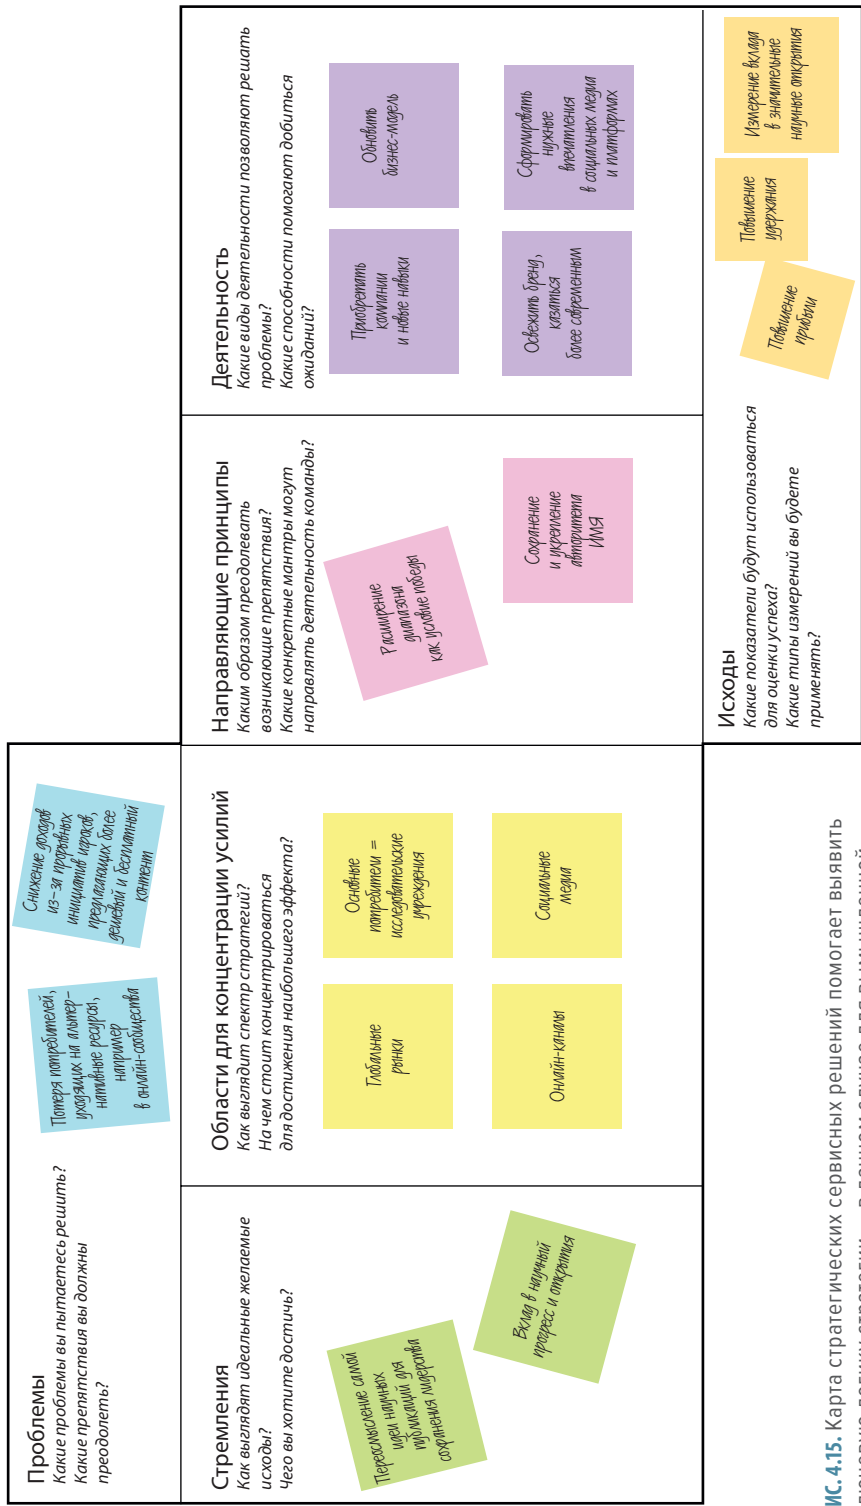 Проблемы
Какие проблемы вы пытаетесь решить?
Какие препятствия вы должны
преодолеть?
Потеря потребителей,
уходящих на альтер-
нативные ресурсы,
например
в онлайн-сообщества
Снижение доходов
из-за прорывных
инициатив игроков,
предлагающих более
дешевый и бесплатный
контент
Стремления
Как выглядят идеальные желаемые
исходы?
Чего вы хотите достичь?
Переосмысление самой
идеи научных
публикаций для
сохранения лидерства
Вклад в научный
прогресс и открытия
Области для концентрации усилий
Как выглядит спектр стратегий?
На чем стоит концентрироваться
для достижения наибольшего эффекта?
Глобальные
рынки
Основные
потребители =
исследовательские
учреждения
Онлайн-каналы
Социальные
медиа
Направляющие принципы
Каким образом преодолевать
возникающие препятствия?
Какие конкретные мантры могут
направлять деятельность команды?
Расширение
диапазона
как условие победы
Сохранение
и укрепление
авторитета
ИМЯ
Деятельность
Какие виды деятельности позволяют решать
проблемы?
Какие способности помогают добиться
ожиданий?
Приобретать
компании
и новые навыки
Обновить
бизнес-модель
Освежить бренд,
казаться
более современным
Сформировать
нужные
впечатления
в социальных медиа
и платформах
Исходы
Какие показатели будут использоваться
для оценки успеха?
Какие типы измерений вы будете
применять?
Повышение
прибыли
Повышение
удержания
Измерение вклада
в значительные
научные открытия
ИС. 4.15. Карта стратегических сервисных решений помогает выявить